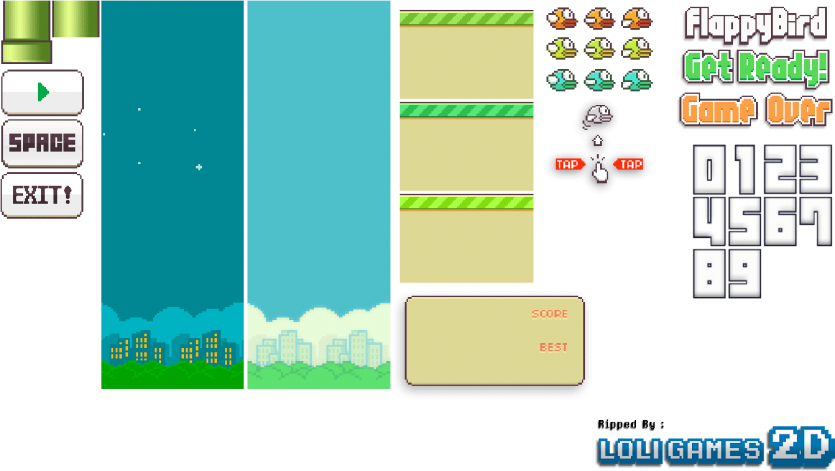 SPACE
EXIT!
SCORE
BEST
TAP TAP
FlappyBird
Get Ready!
Game Over
0123
4567
89
Ripped By ;
LOLI GAMES 2D